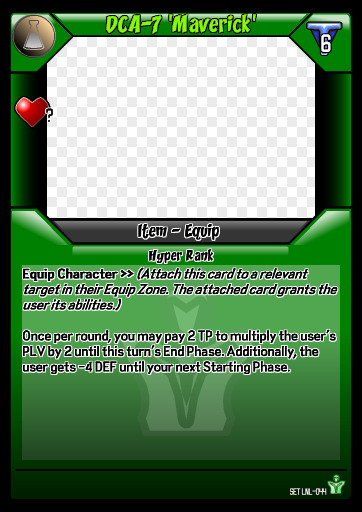 DCA-7 'Maverick'
6
?
Item - Equip
Hyper Rank
Equip Character >> (Attach this card to a relevant
target in their Equip Zone. The attached card grants the
user its abilities.)
Once per round, you may pay 2 TP to multiply the user's
PLV by 2 until this turn's End Phase. Additionally, the
user gets -4 DEF until your next Starting Phase.
SET LNL-044